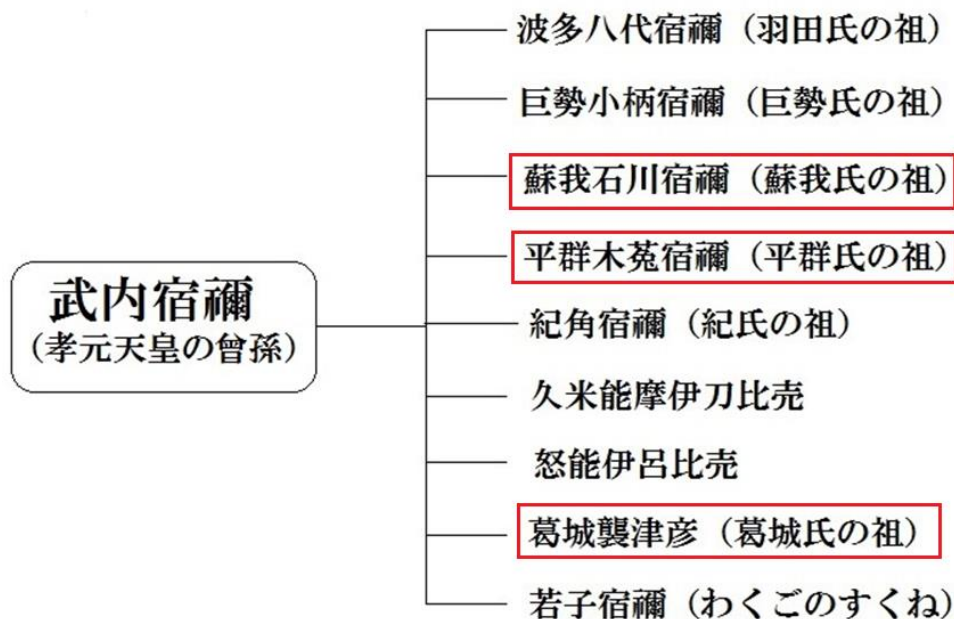 波多八代宿禰（羽田氏の祖）
巨勢小柄宿禰（巨勢氏の祖）
蘇我石川宿禰（蘇我氏の祖）
平群木菟宿禰（平群氏の祖）
武内宿禰
（孝元天皇の曾孫）
紀角宿禰（紀氏の祖）
久米能摩伊刀比売
怒能伊呂比売
葛城襲津彦（葛城氏の祖）
若子宿禰（わくごのすくね）